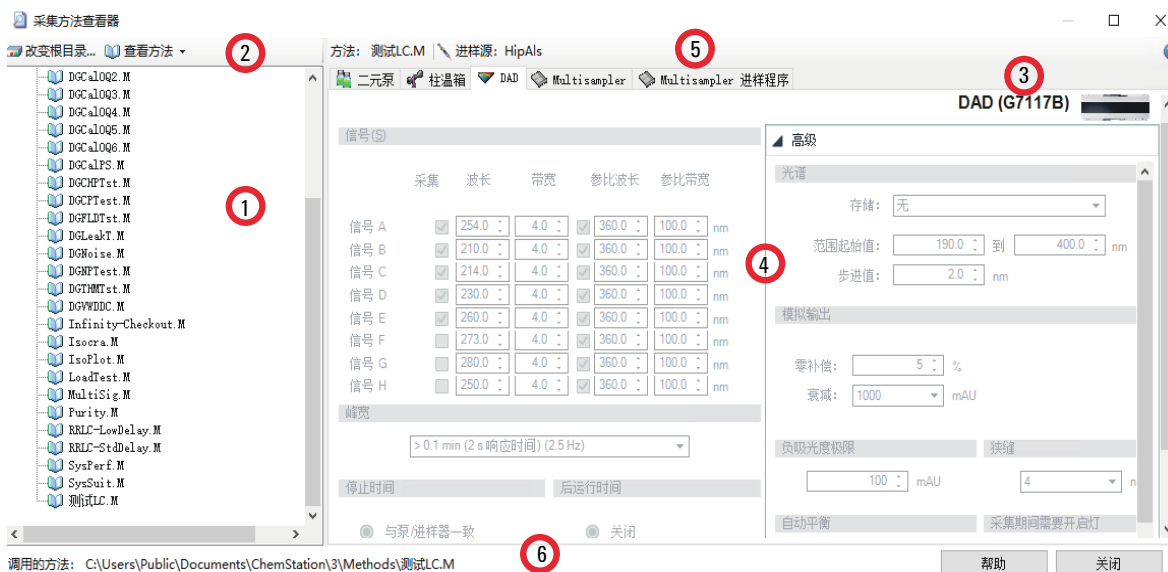 采集方法查看器
改变根目录... 查看方法
方法: 测试LC.M 进样源: HipAls
DGCalOQ2.M
DGCalOQ3.M
DGCalOQ4.M
DGCalOQ5.M
DGCalOQ6.M
DGCalPS.M
DGCHPTst.M
DGCPTest.M
DGFLDTst.M
DGLeakT.M
DGNoise.M
DGNPTest.M
DGTHMTst.M
DGVWDDC.M
Infinity-Checkout.M
Isocra.M
IsoPlot.M
LoadTest.M
MultiSig.M
Purity.M
RRLC-LowDelay.M
RRLC-StdDelay.M
SysPerf.M
SysSuit.M
测试LC.M
1
2
5
3
二元泵 柱温箱 DAD Multisampler Multisampler 进样程序
DAD (G7117B)
信号(S)
采集 波长 带宽 参比波长 参比带宽
信号 A 254.0 4.0 360.0 100.0 nm
信号 B 210.0 4.0 360.0 100.0 nm
信号 C 214.0 4.0 360.0 100.0 nm
信号 D 230.0 4.0 360.0 100.0 nm
信号 E 260.0 4.0 360.0 100.0 nm
信号 F 273.0 4.0 360.0 100.0 nm
信号 G 280.0 4.0 360.0 100.0 nm
信号 H 250.0 4.0 360.0 100.0 nm
峰宽
> 0.1 min (2 s 响应时间) (2.5 Hz)
停止时间 后运行时间
与泵/进样器一致 关闭
4
高级
光谱
存储: 无
范围起始值: 190.0 到 400.0 nm
步进值: 2.0 nm
模拟输出
零补偿: 5 %
衰减: 1000 mAU
负吸光度极限 狭缝
100 mAU 4 n
自动平衡 采集期间需要开启灯
6
调用的方法: C:\Users\Public\Documents\ChemStation\3\Methods\测试LC.M
帮助 关闭